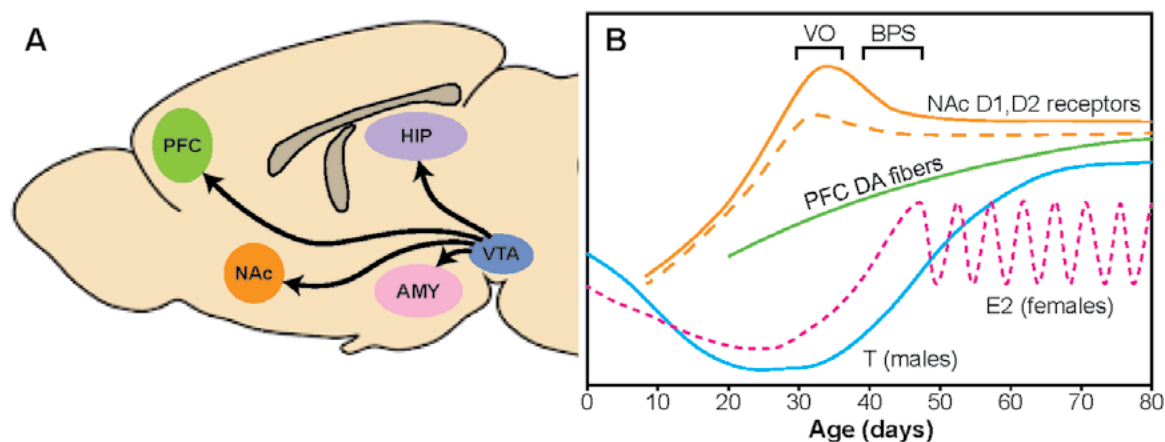 A
PFC
HIP
NAc
AMY
VTA
B
VO
BPS
NAc D1,D2 receptors
PFC DA fibers
E2 (females)
T (males)
0 10 20 30 40 50 60 70 80
Age (days)